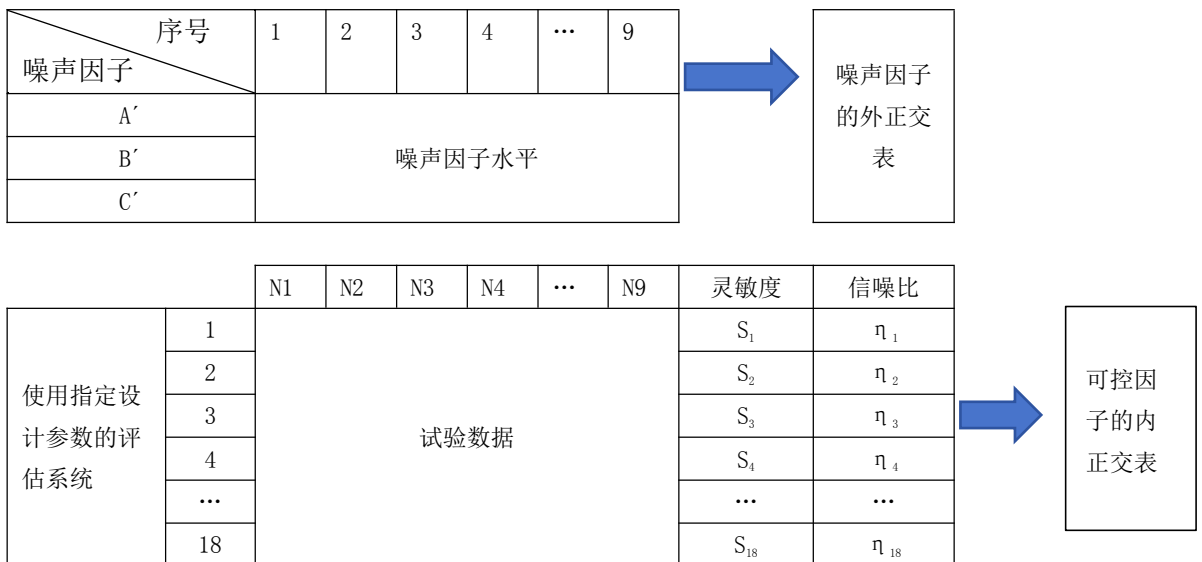 序号
噪声因子
1 2 3 4 … 9
A′
B′
C′
噪声因子水平
噪声因子
的外正交
表
N1 N2 N3 N4 … N9 灵敏度 信噪比
使用指定设
计参数的评
估系统
1 S₁ η₁
2 S₂ η₂
3 S₃ η₃
4 S₄ η₄
… … …
18 S₁₈ η₁₈
试验数据
可控因
子的内
正交表